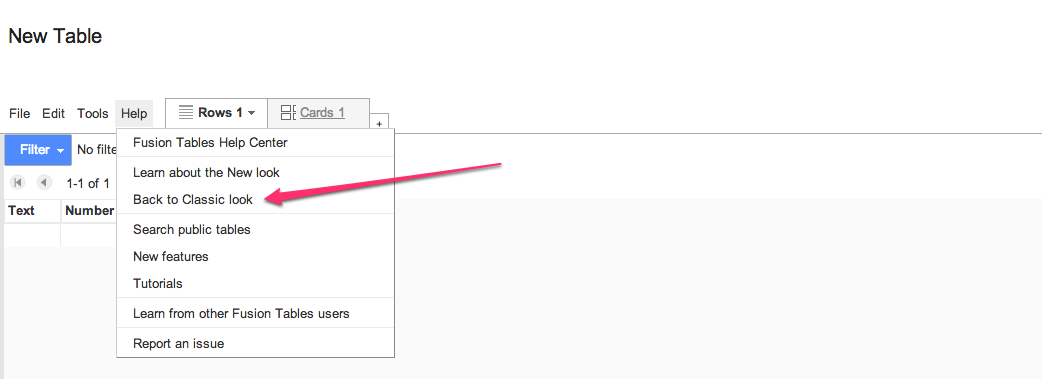 New Table
File Edit Tools Help Rows 1 Cards 1 +
Fusion Tables Help Center
Filter No filte
Learn about the New look
1-1 of 1
Back to Classic look
Text Number
Search public tables
New features
Tutorials
Learn from other Fusion Tables users
Report an issue